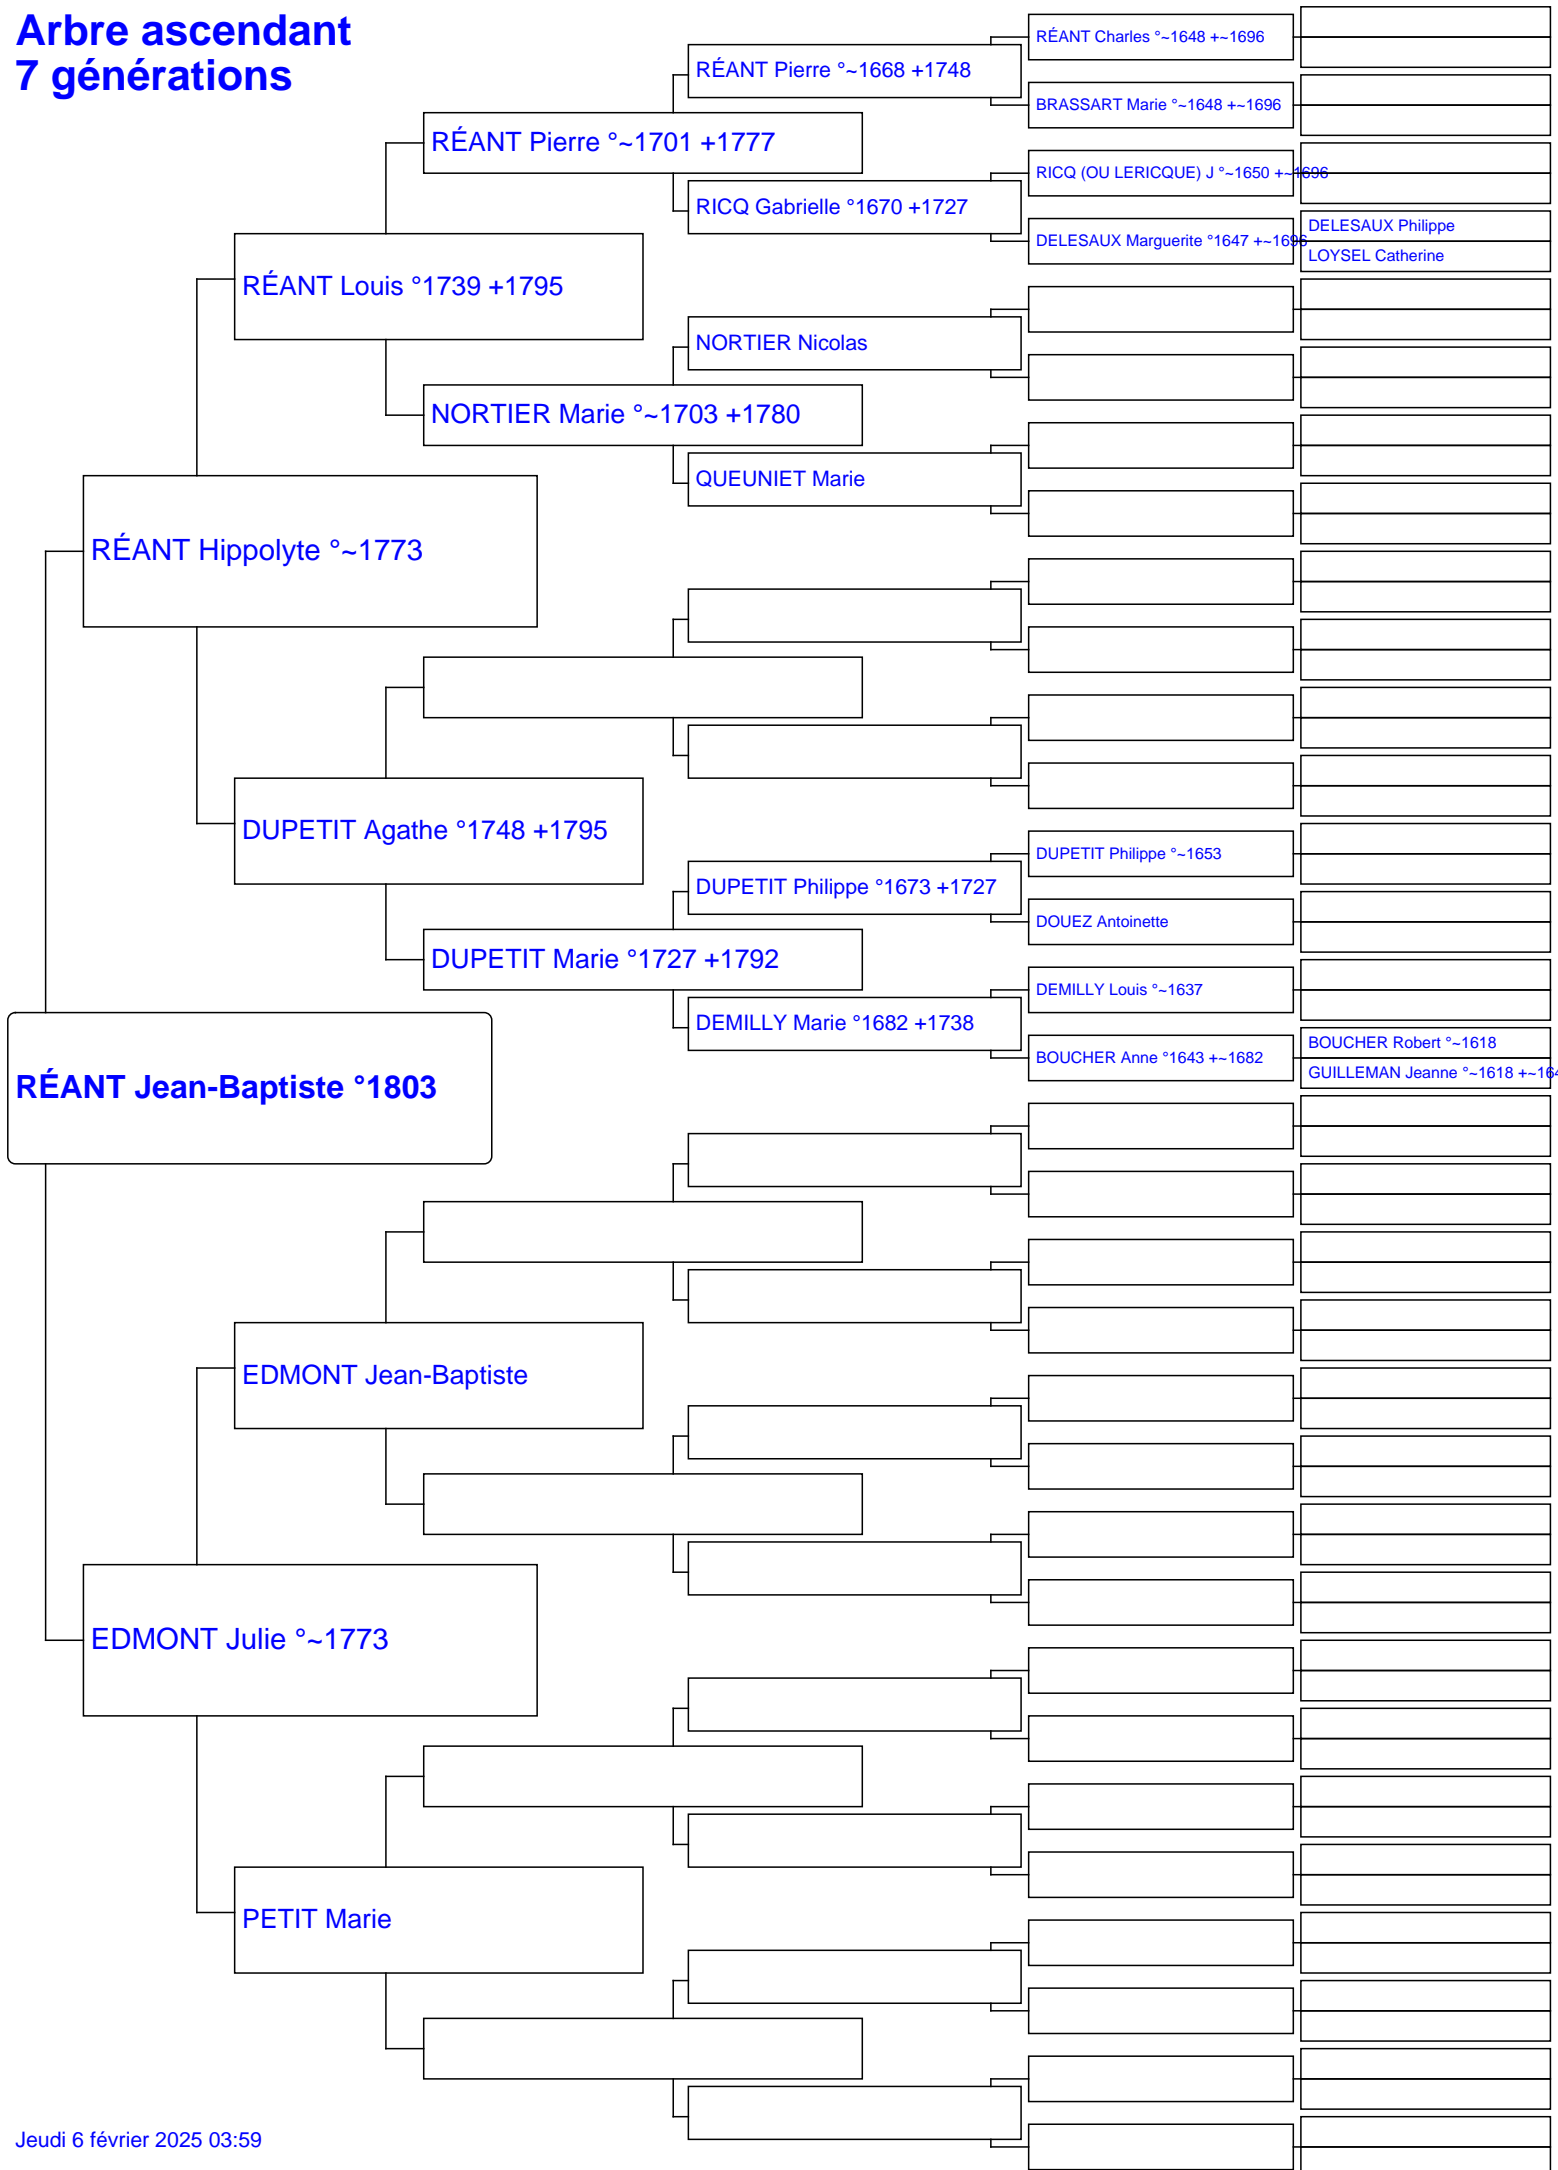 Arbre ascendant
7 générations
RÉANT Charles °~1648 +~1696
RÉANT Pierre °~1668 +1748
BRASSART Marie °~1648 +~1696
RÉANT Pierre °~1701 +1777
RICQ (OU LERICQUE) J °~1650 +~1696
RICQ Gabrielle °1670 +1727
DELESAUX Philippe
DELESAUX Marguerite °1647 +~1696
LOYSEL Catherine
RÉANT Louis °1739 +1795
NORTIER Nicolas
NORTIER Marie °~1703 +1780
QUEUNIET Marie
RÉANT Hippolyte °~1773
DUPETIT Agathe °1748 +1795
DUPETIT Philippe °~1653
DUPETIT Philippe °1673 +1727
DOUEZ Antoinette
DUPETIT Marie °1727 +1792
DEMILLY Louis °~1637
DEMILLY Marie °1682 +1738
BOUCHER Robert °~1618
BOUCHER Anne °1643 +~1682
GUILLEMAN Jeanne °~1618 +~164
RÉANT Jean-Baptiste °1803
EDMONT Jean-Baptiste
EDMONT Julie °~1773
PETIT Marie
Jeudi 6 février 2025 03:59